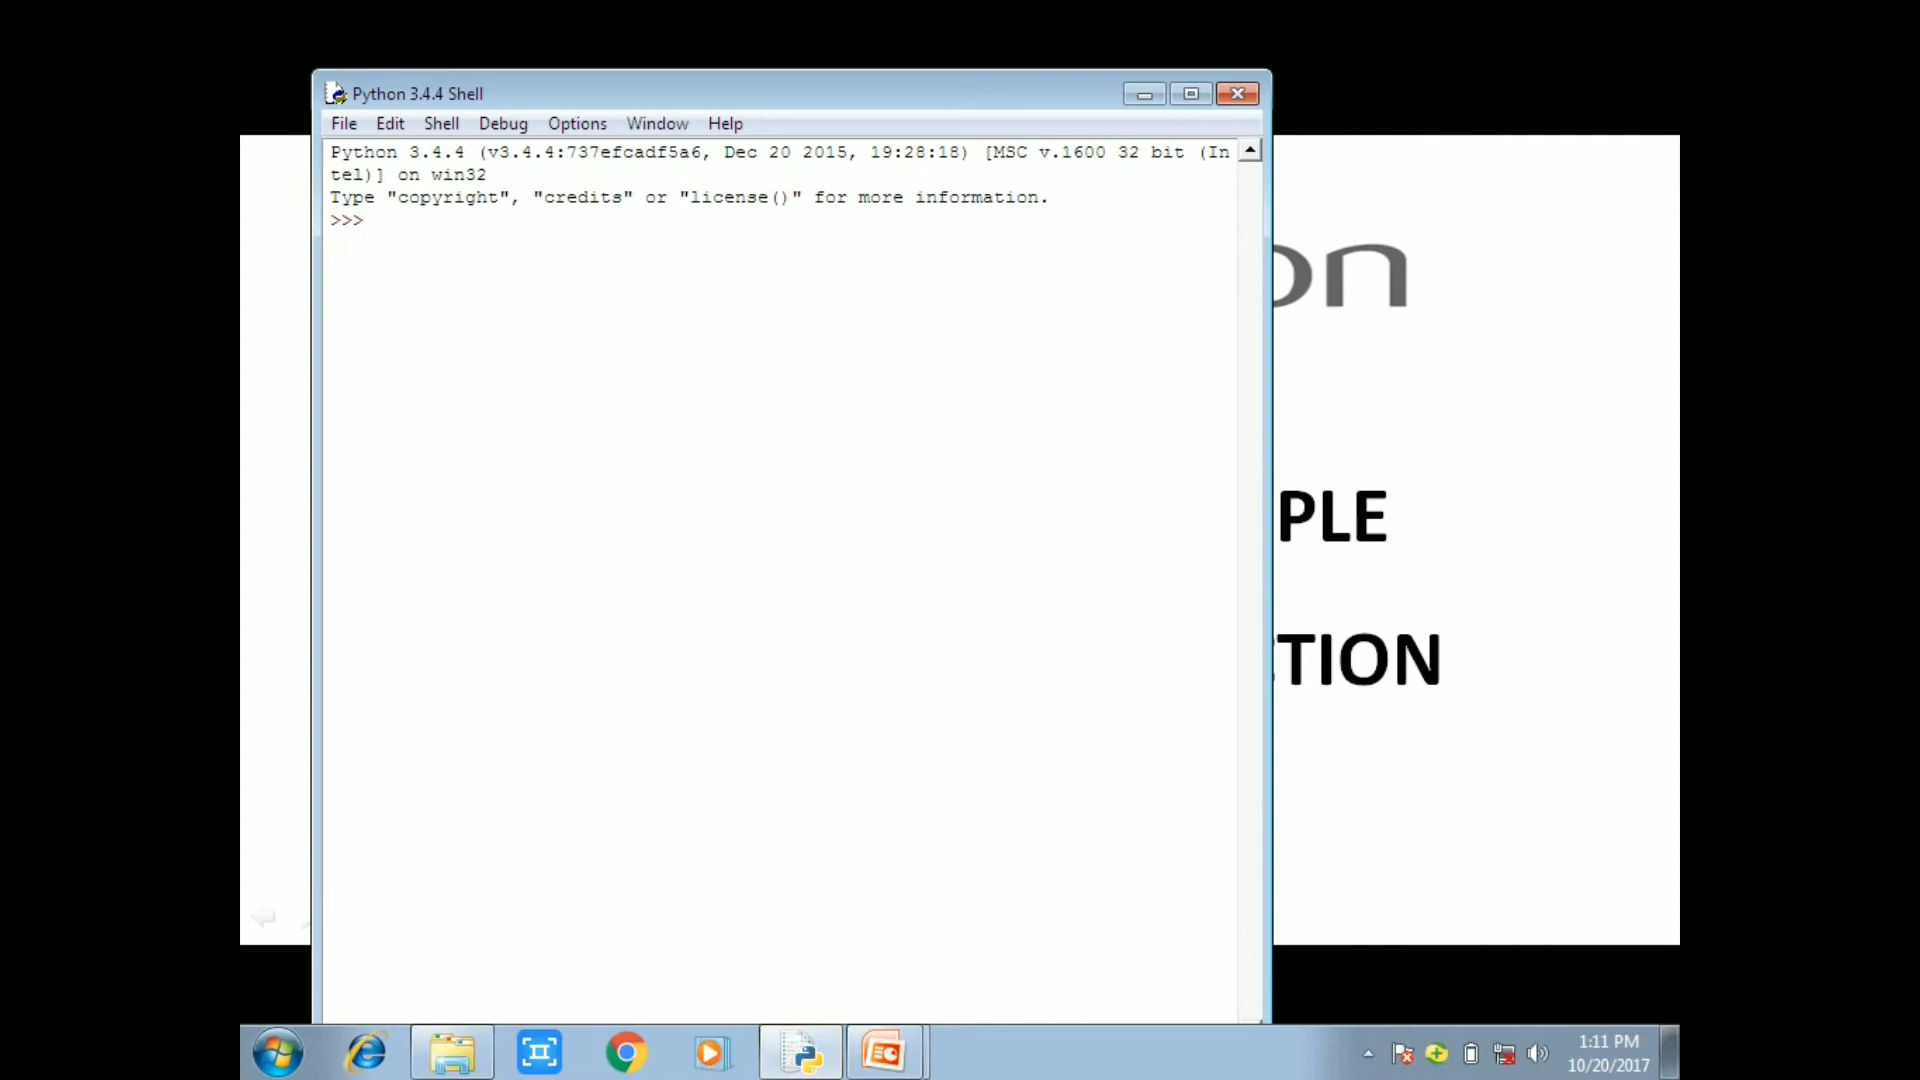 Python 3.4.4 Shell
File Edit Shell Debug Options Window Help
Python 3.4.4 (v3.4.4:737efcadf5a6, Dec 20 2015, 19:28:18) [MSC v.1600 32 bit (In
tel)] on win32
Type "copyright", "credits" or "license()" for more information.
>>>
on
PLE
TION
1:11 PM
10/20/2017